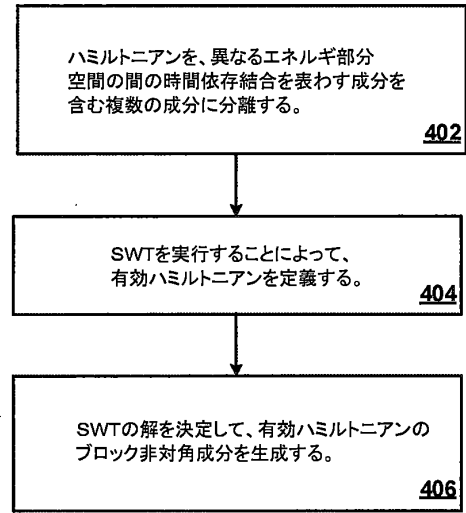 ハミルトニアンを、異なるエネルギ部分
空間の間の時間依存結合を表わす成分を
含む複数の成分に分離する。
402
SWTを実行することによって、
有効ハミルトニアンを定義する。
404
SWTの解を決定して、有効ハミルトニアンの
ブロック非対角成分を生成する。
406